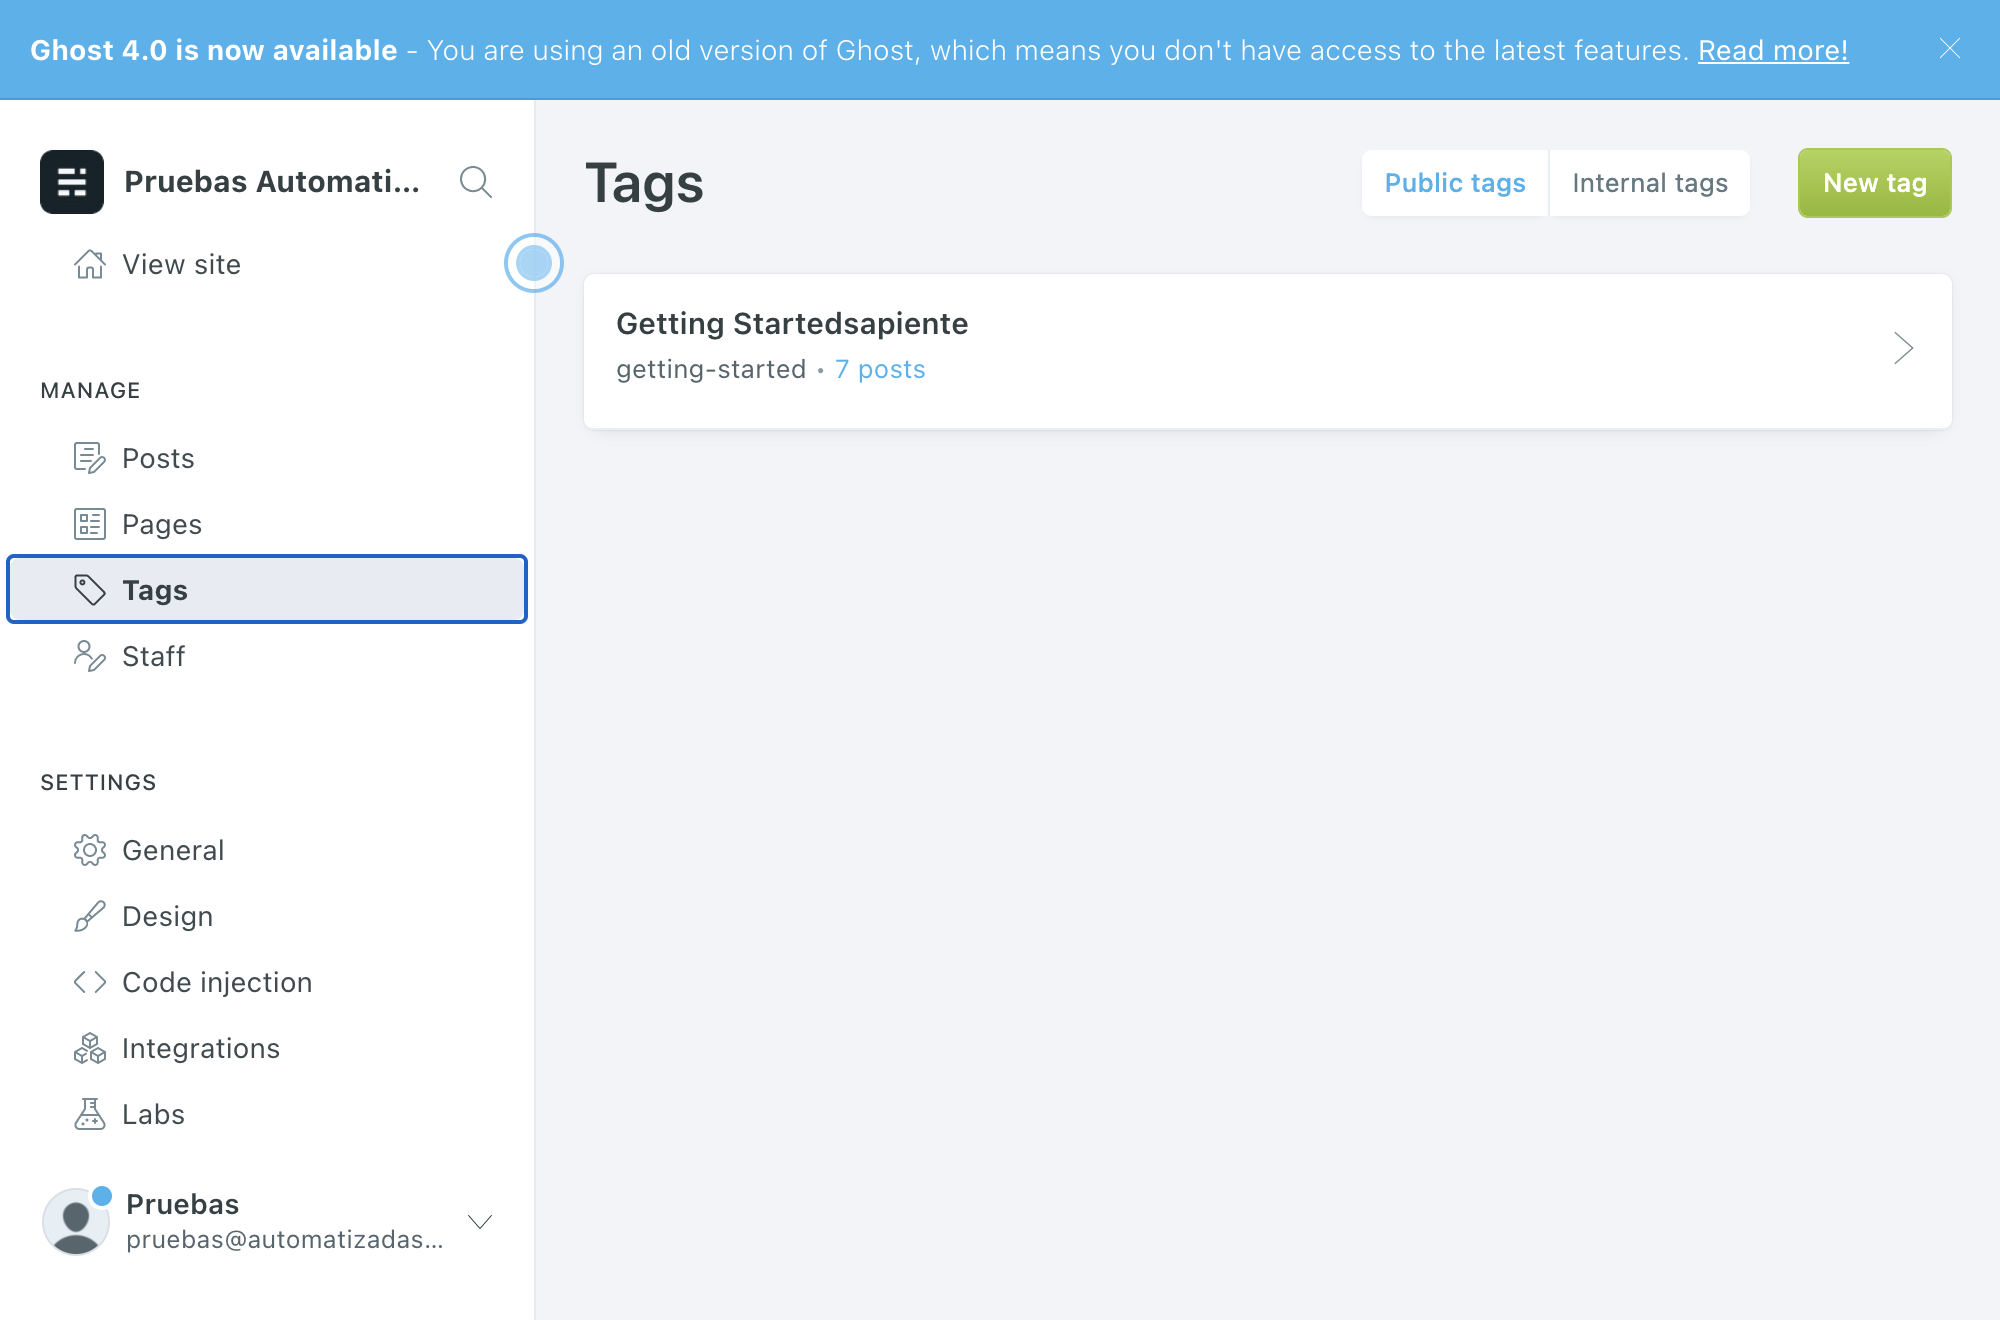 Ghost 4.0 is now available - You are using an old version of Ghost, which means you don't have access to the latest features. Read more!
Pruebas Automati...
View site
MANAGE
Posts
Pages
Tags
Staff
SETTINGS
General
Design
Code injection
Integrations
Labs
Pruebas
pruebas@automatizadas...
Tags
Public tags
Internal tags
New tag
Getting Startedsapiente
getting-started • 7 posts